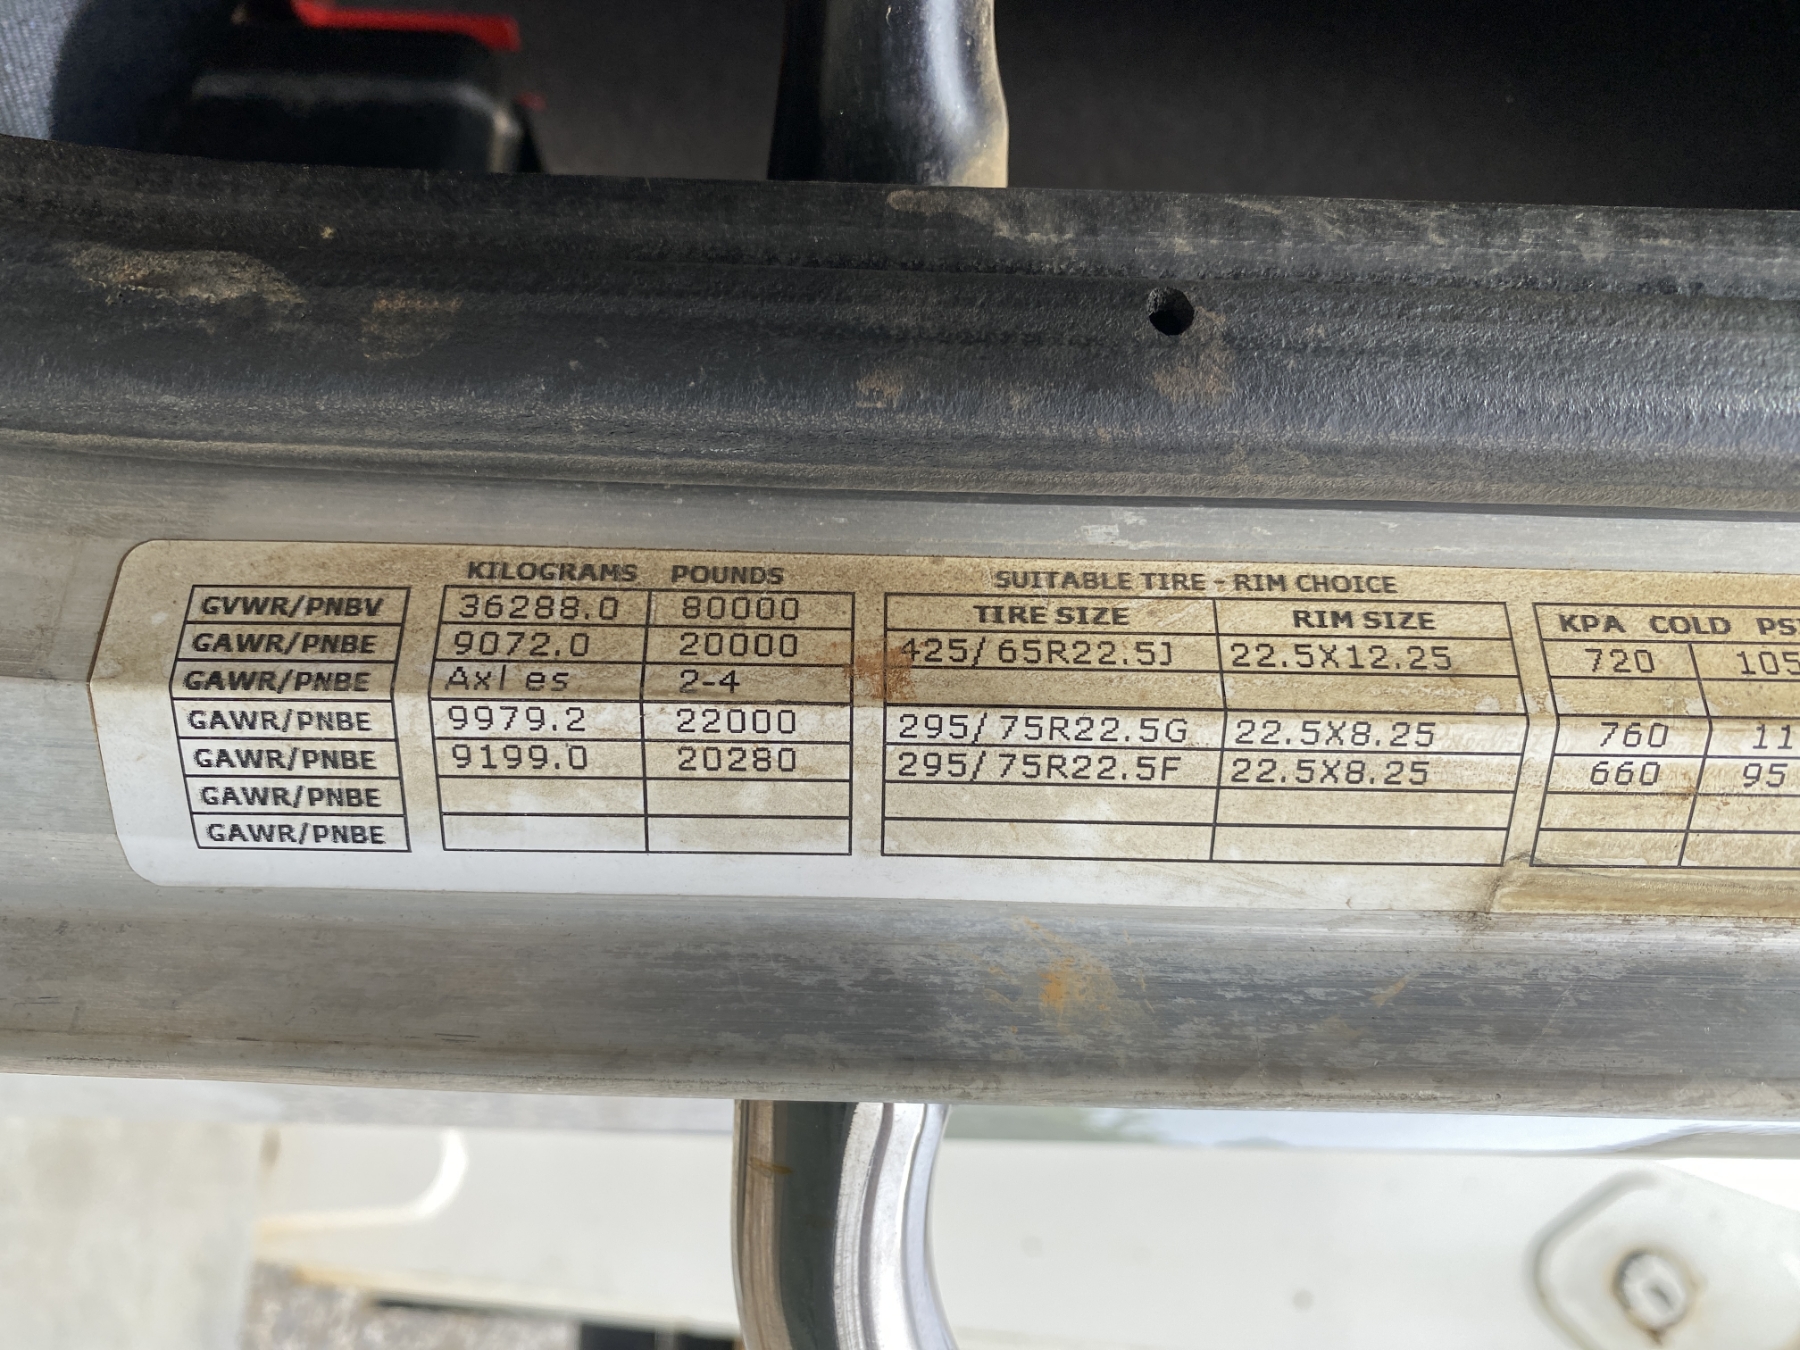 KILOGRAMS POUNDS SUITABLE TIRE - RIM CHOICE
GVWR/PNBV 36288.0 80000 TIRE SIZE RIM SIZE KPA COLD
GAWR/PNBE 9072.0 20000 425/65R22.5J 22.5X12.25 720 105
GAWR/PNBE Axles 2-4
GAWR/PNBE 9979.2 22000 295/75R22.5G 22.5X8.25 760
GAWR/PNBE 9199.0 20280 295/75R22.5F 22.5X8.25 660 95
GAWR/PNBE
GAWR/PNBE